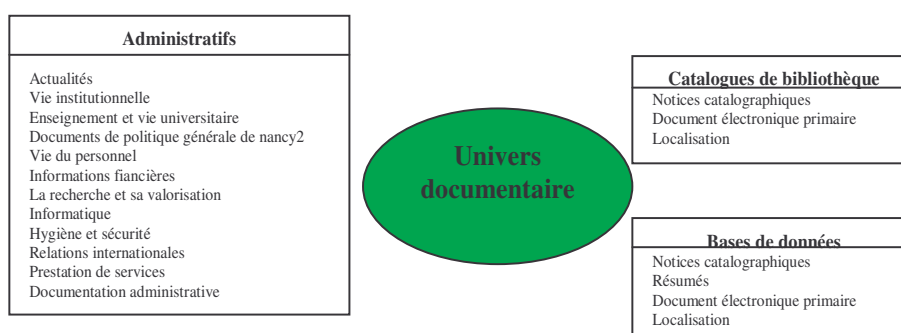 Administratifs
Actualités
Vie institutionnelle
Enseignement et vie universitaire
Documents de politique générale de nancy2
Vie du personnel
Informations fiancières
La recherche et sa valorisation
Informatique
Hygiène et sécurité
Relations internationales
Prestation de services
Documentation administrative
Univers
documentaire
Catalogues de bibliothèque
Notices catalographiques
Document électronique primaire
Localisation
Bases de données
Notices catalographiques
Résumés
Document électronique primaire
Localisation